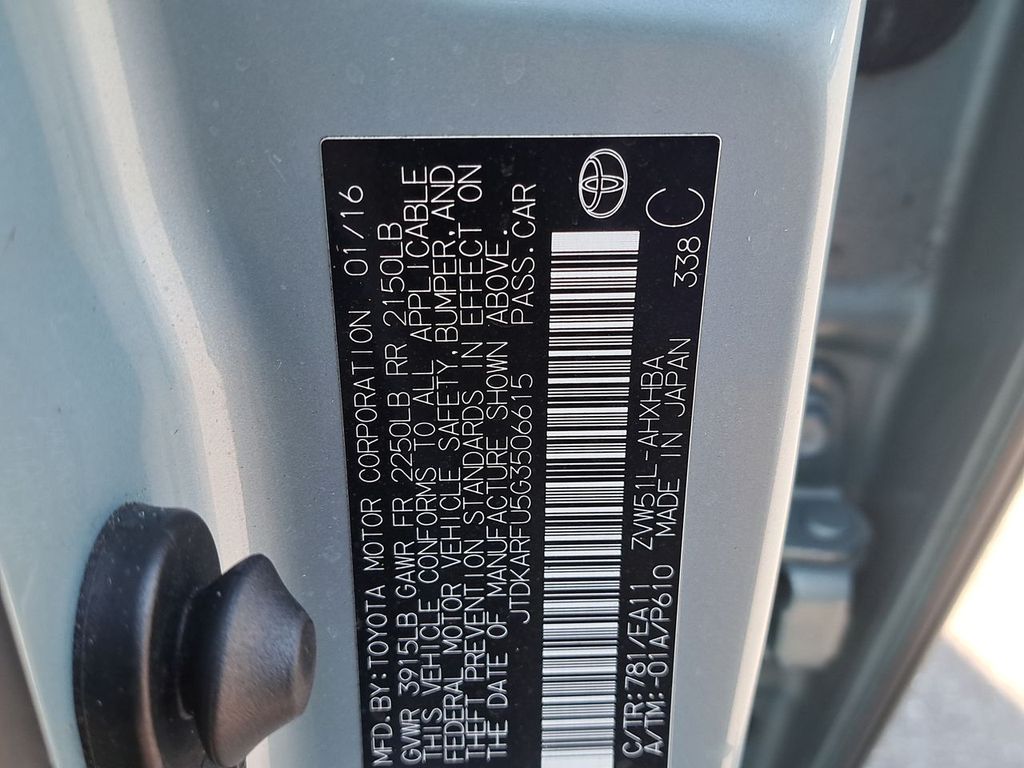 MFD.BY:TOYOTA MOTOR CORPORATION 01/16
GVWR 3915LB GAWR FR 2250LB RR 2150LB
THIS VEHICLE CONFORMS TO ALL APPLICABLE
FEDERAL MOTOR VEHICLE SAFETY,BUMPER,AND
THEFT PREVENTION STANDARDS IN EFFECT ON
THE DATE OF MANUFACTURE SHOWN ABOVE.
JTDKARFU5G3506615 PASS.CAR
C/TR:781/EA11 ZVW51L-AHXHBA
A/TM:-01A/P610 MADE IN JAPAN 338 C